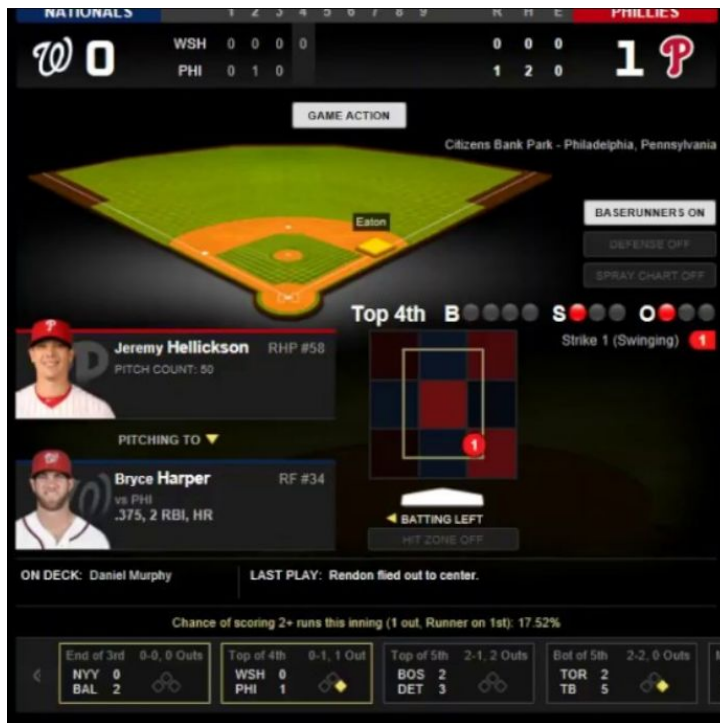 NATIONALS 1 2 3 4 5 6 7 8 9 R H E PHILLIES
W 0 WSH 0 0 0 0 0 0 0 1 P
PHI 0 1 0 1 2 0
GAME ACTION
Citizens Bank Park - Philadelphia, Pennsylvania
Eaton
BASERUNNERS ON
DEFENSE OFF
SPRAY CHART OFF
Top 4th B S O
Jeremy Hellickson RHP #58
PITCH COUNT: 50
Strike 1 (Swinging) 1
PITCHING TO
1
Bryce Harper RF #34
vs PHI
.375, 2 RBI, HR
BATTING LEFT
HIT ZONE OFF
ON DECK: Daniel Murphy LAST PLAY: Rendon flied out to center.
Chance of scoring 2+ runs this inning (1 out, Runner on 1st): 17.52%
End of 3rd 0-0, 0 Outs Top of 4th 0-1, 1 Out Top of 5th 2-1, 2 Outs Bot of 5th 2-2, 0 Outs
NYY 0 WSH 0 BOS 2 TOR 2
BAL 2 PHI 1 DET 3 TB 5